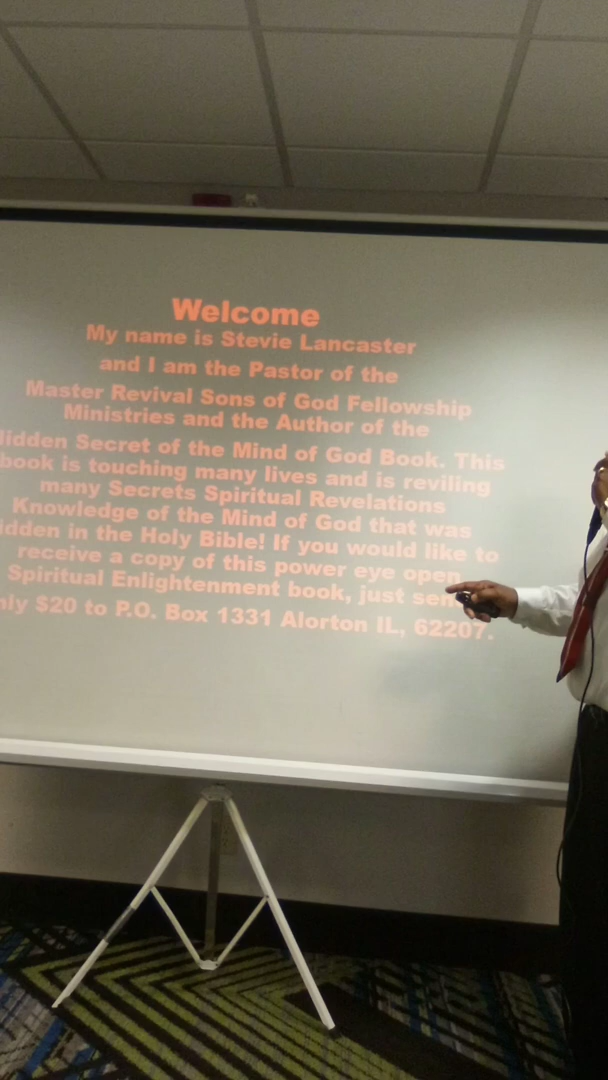 Welcome
My name is Stevie Lancaster
and I am the Pastor of the
Master Revival Sons of God Fellowship
Ministries and the Author of the
Hidden Secret of the Mind of God Book. This
book is touching many lives and is reviling
many Secrets Spiritual Revelations
Knowledge of the Mind of God that was
idden in the Holy Bible! If you would like to
receive a copy of this power eye open
Spiritual Enlightenment book, just sen
nly $20 to P.O. Box 1331 Alorton IL, 62207.